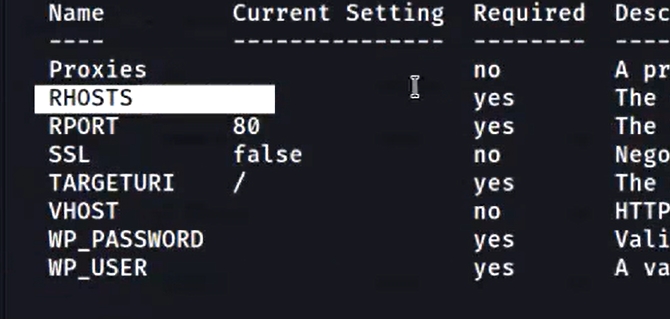 Name Current Setting Required Desc
---- --------------- -------- ----
Proxies no A pr
RHOSTS yes The
RPORT 80 yes The
SSL false no Nego
TARGETURI / yes The
VHOST no HTTP
WP_PASSWORD yes Vali
WP_USER yes A va